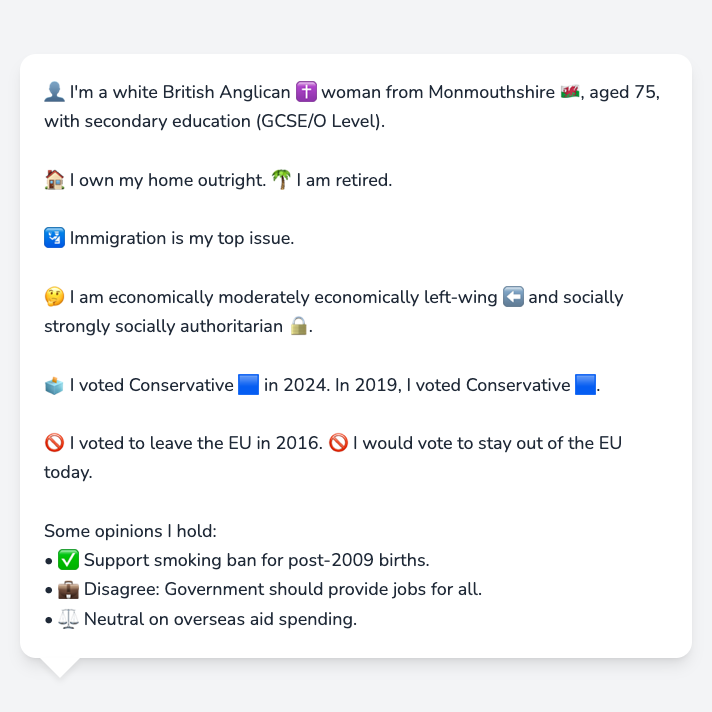 👤 I'm a white British Anglican ✝️ woman from Monmouthshire 🏴󠁧󠁢󠁷󠁬󠁳󠁿, aged 75,
with secondary education (GCSE/O Level).
🏠 I own my home outright. 🌴 I am retired.
🛂 Immigration is my top issue.
🤔 I am economically moderately economically left-wing ⬅️ and socially
strongly socially authoritarian 🔒.
🗳️ I voted Conservative 🟦 in 2024. In 2019, I voted Conservative 🟦.
🚫 I voted to leave the EU in 2016. 🚫 I would vote to stay out of the EU
today.
Some opinions I hold:
• ✅ Support smoking ban for post-2009 births.
• 💼 Disagree: Government should provide jobs for all.
• ⚖️ Neutral on overseas aid spending.